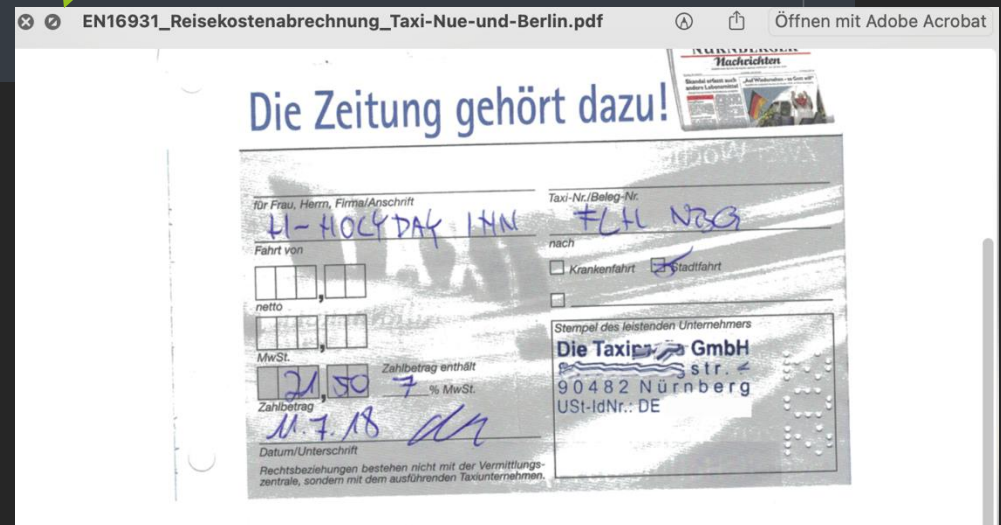 EN16931_Reisekostenabrechnung_Taxi-Nue-und-Berlin.pdf
Öffnen mit Adobe Acrobat
NÜRNBERGER
Nachrichten
Die Zeitung gehört dazu!
für Frau, Herrn, Firma/Anschrift
Taxi-Nr./Beleg-Nr.
H-HOLYDAY INN
FLH NBG
Fahrt von
nach
Krankenfahrt
Stadtfahrt
netto
MwSt.
Stempel des leistenden Unternehmers
Die Taxi GmbH
str.
90482 Nürnberg
USt-IdNr.: DE
21,50
Zahlbetrag enthält
7 % MwSt.
Zahlbetrag
11.7.18
Datum/Unterschrift
Rechtsbeziehungen bestehen nicht mit der Vermittlungs-
zentrale, sondern mit dem ausführenden Taxiunternehmen.